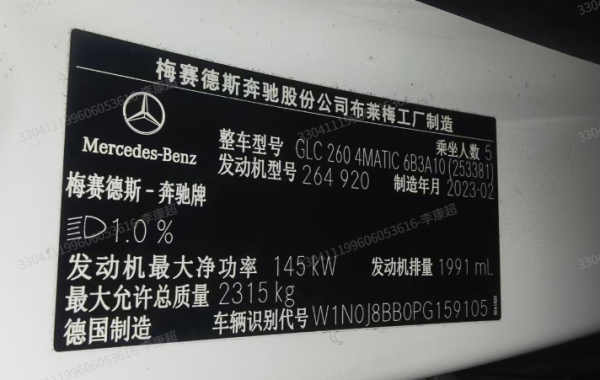 梅赛德斯奔驰股份公司布莱梅工厂制造
Mercedes-Benz
整车型号 GLC 260 4MATIC 6B3A10 (253381) 乘坐人数 5
发动机型号 264 920 制造年月 2023-02
梅赛德斯-奔驰牌
1.0 %
发动机最大净功率 145 kW 发动机排量 1991 mL
最大允许总质量 2315 kg
德国制造 车辆识别代号 W1N0J8BB0PG159105
330411199606053616-李康超